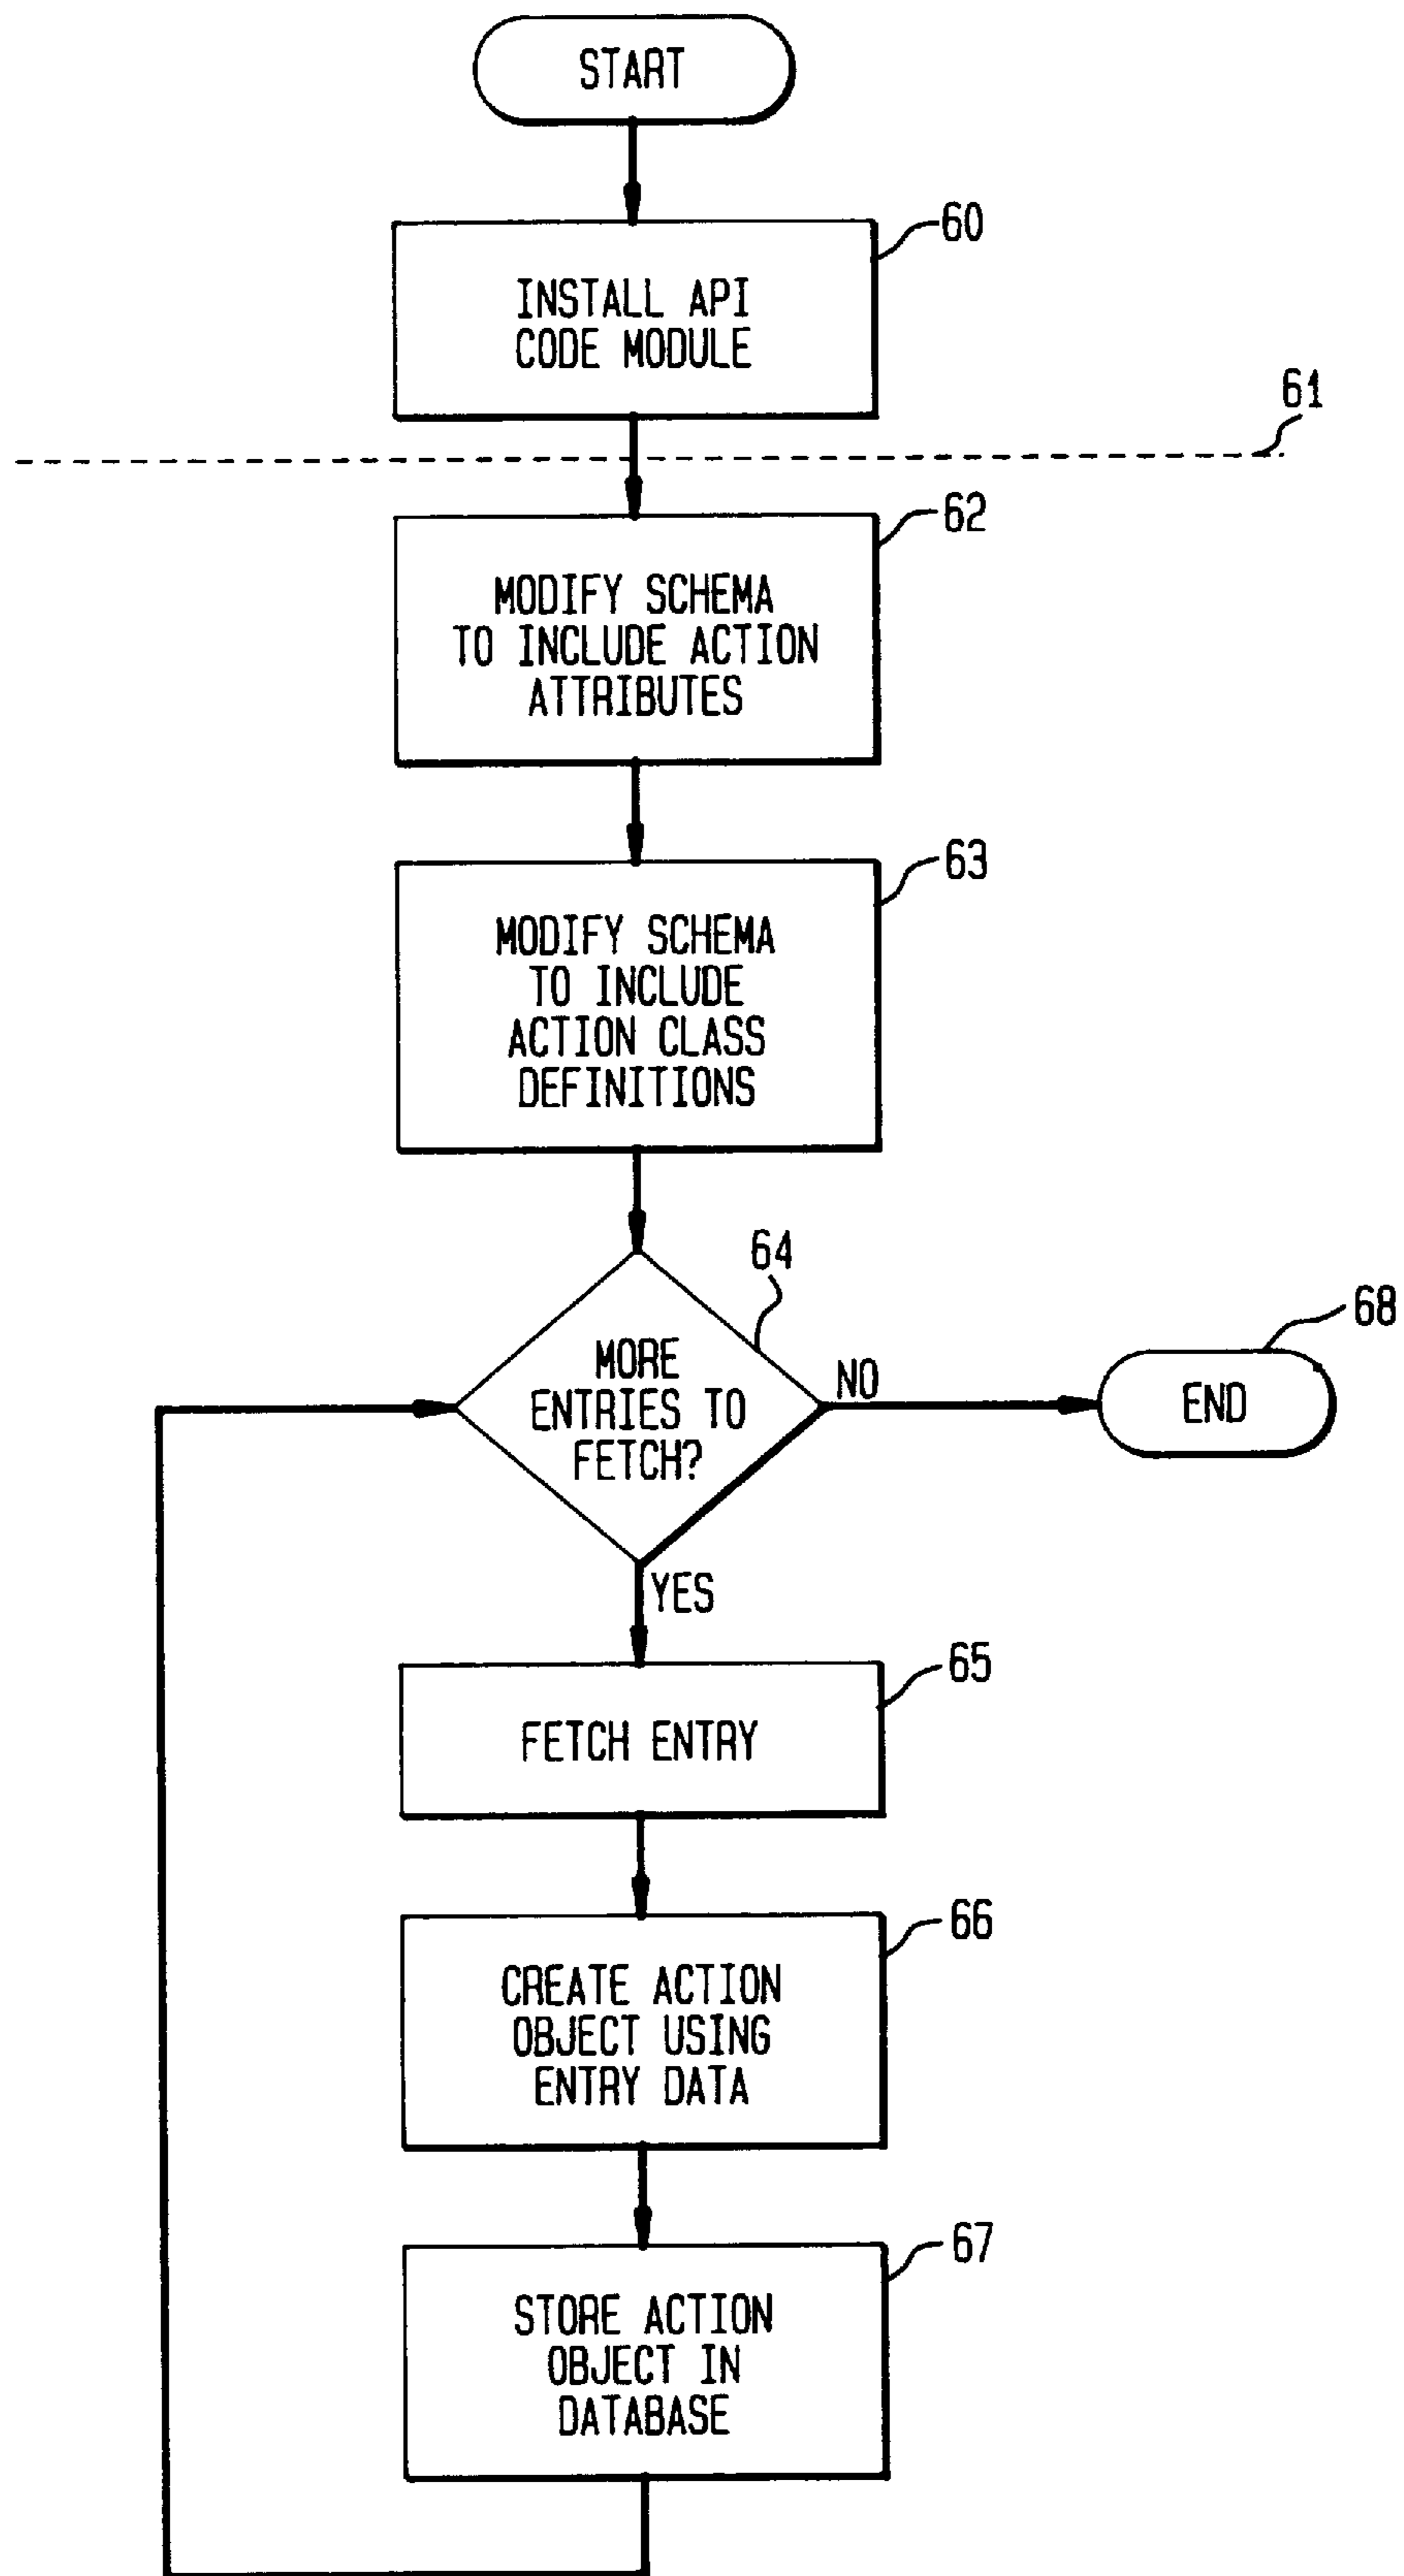 START
60
INSTALL API
CODE MODULE
61
62
MODIFY SCHEMA
TO INCLUDE ACTION
ATTRIBUTES
63
MODIFY SCHEMA
TO INCLUDE
ACTION CLASS
DEFINITIONS
64
MORE
ENTRIES TO
FETCH?
NO
68
END
YES
65
FETCH ENTRY
66
CREATE ACTION
OBJECT USING
ENTRY DATA
67
STORE ACTION
OBJECT IN
DATABASE